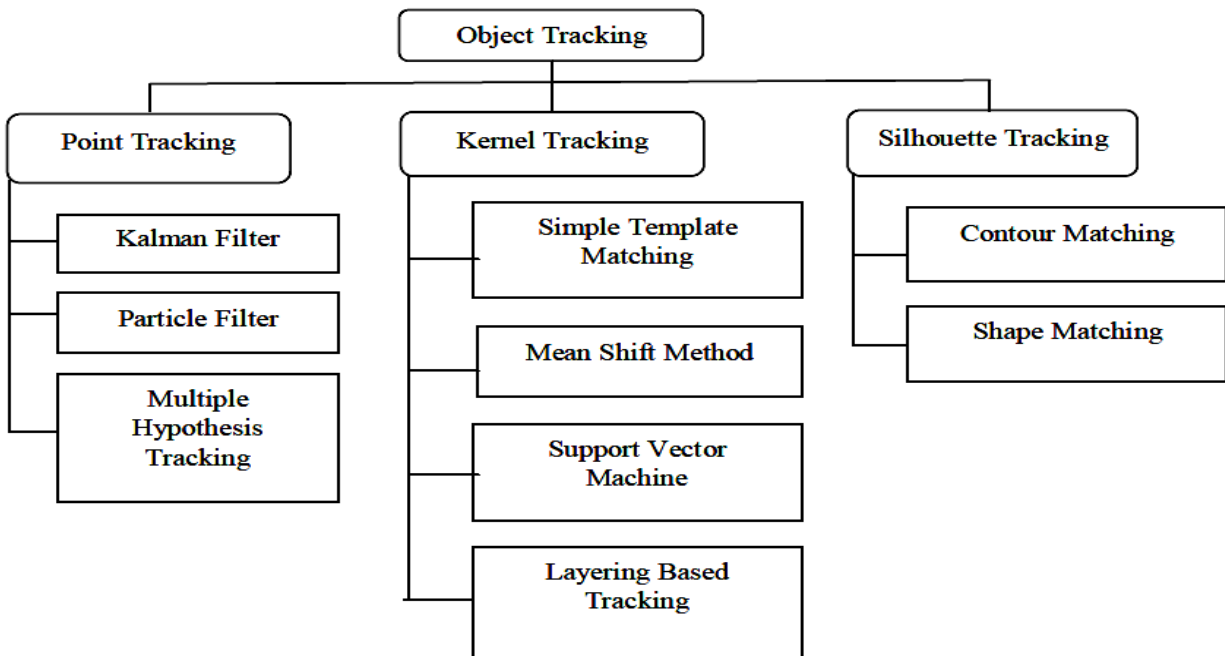 Object Tracking
Point Tracking
Kernel Tracking
Silhouette Tracking
Kalman Filter
Particle Filter
Multiple
Hypothesis
Tracking
Simple Template
Matching
Mean Shift Method
Support Vector
Machine
Layering Based
Tracking
Contour Matching
Shape Matching